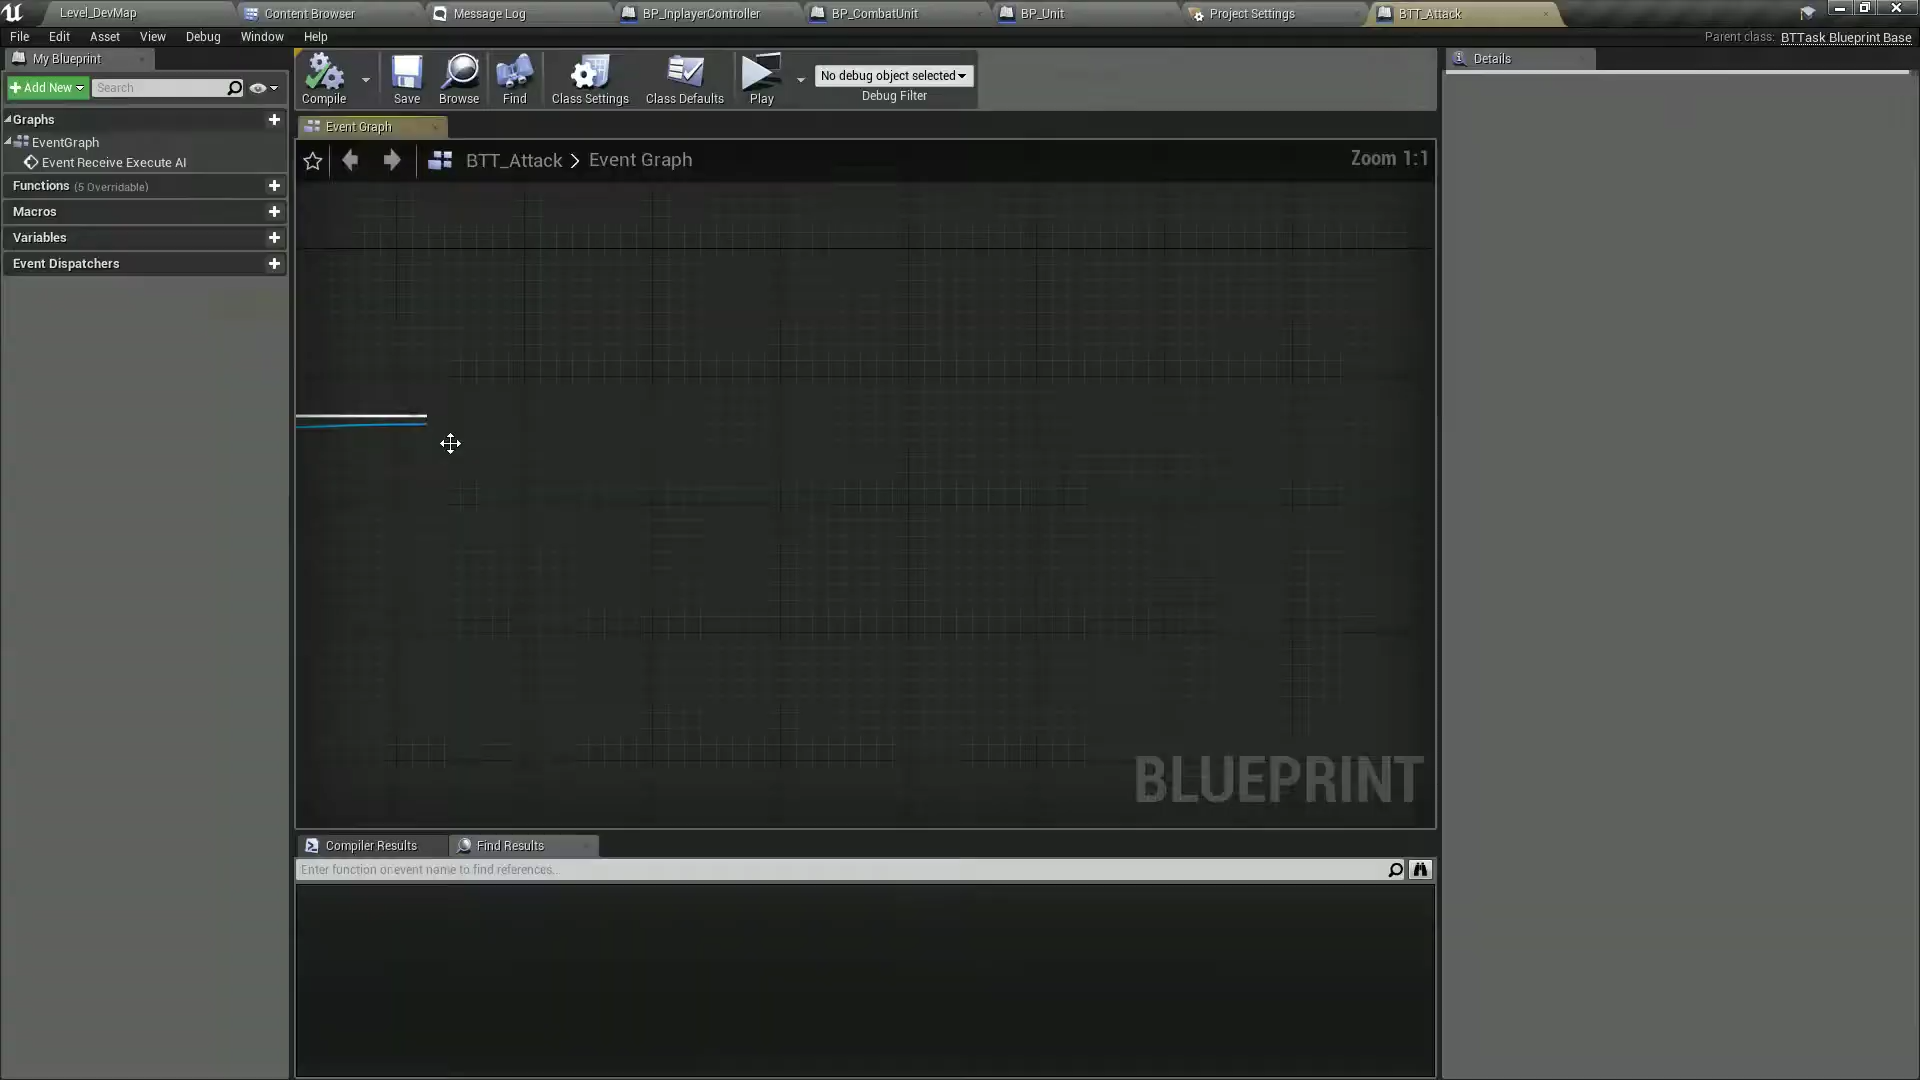 Level_DevMap
Content Browser
Message Log
BP_InplayerController
BP_CombatUnit
BP_Unit
Project Settings
BTT_Attack
File Edit Asset View Debug Window Help
Parent class: BTTask Blueprint Base
My Blueprint
Add New
Search
Graphs
EventGraph
Event Receive Execute AI
Functions (5 Overridable)
Macros
Variables
Event Dispatchers
Compile
Save
Browse
Find
Class Settings
Class Defaults
Play
No debug object selected
Debug Filter
Event Graph
BTT_Attack > Event Graph
Zoom 1:1
BLUEPRINT
Compiler Results
Find Results
Enter function or event name to find references...
Details